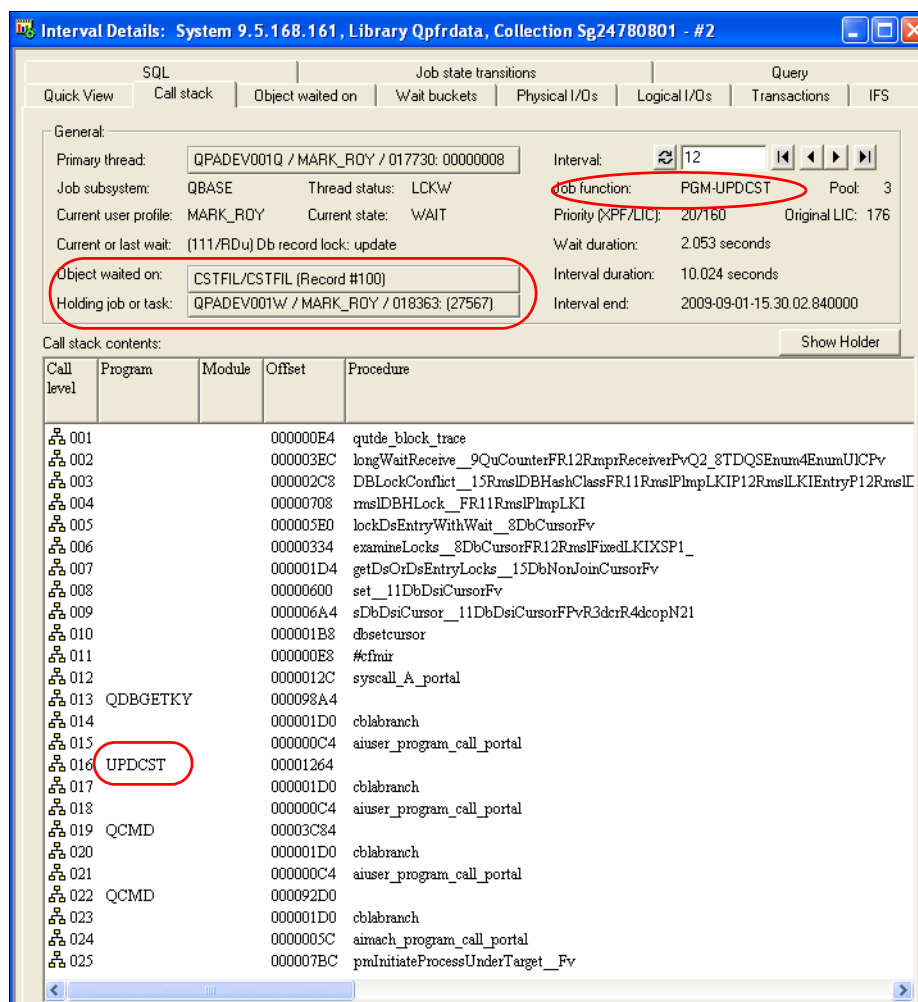 Interval Details: System 9.5.168.161, Library Qpfrdata, Collection Sg24780801 - #2
SQL Job state transitions Query
Quick View Call stack Object waited on Wait buckets Physical I/Os Logical I/Os Transactions IFS
General:
Primary thread: QPADEV001Q / MARK_ROY / 017730: 00000008 Interval: 12
Job subsystem: QBASE Thread status: LCKW Job function: PGM-UPDCST Pool: 3
Current user profile: MARK_ROY Current state: WAIT Priority (XPF/LIC): 20/160 Original LIC: 176
Current or last wait: (111/RDu) Db record lock: update Wait duration: 2.053 seconds
Object waited on: CSTFIL/CSTFIL (Record #100) Interval duration: 10.024 seconds
Holding job or task: QPADEV001W / MARK_ROY / 018363: (27567) Interval end: 2009-09-01-15.30.02.840000
Call stack contents: Show Holder
Call level Program Module Offset Procedure
001 000000E4 qutde_block_trace
002 000003EC longWaitReceive__9QuCounterFR12RmprReceiverPvQ2_8TDQSEnum4EnumUlCPv
003 000002C8 DBLockConflict__15RmslDBHashClassFR11RmslPlmpLKIP12RmslLKIEntryP12RmslD
004 00000708 rmslDBHLock__FR11RmslPlmpLKI
005 000005E0 lockDsEntryWithWait__8DbCursorFv
006 00000334 examineLocks__8DbCursorFR12RmslFixedLKIXSP1_
007 000001D4 getDsOrDsEntryLocks__15DbNonJoinCursorFv
008 00000600 set__11DbDsiCursorFv
009 000006A4 sDbDsiCursor__11DbDsiCursorFPvR3dcrR4dcopN21
010 000001B8 dbsetcursor
011 000000E8 #cfmir
012 0000012C syscall_A_portal
013 QDBGETKY 000098A4
014 000001D0 cblabranch
015 000000C4 aiuser_program_call_portal
016 UPDCST 00001264
017 000001D0 cblabranch
018 000000C4 aiuser_program_call_portal
019 QCMD 00003C84
020 000001D0 cblabranch
021 000000C4 aiuser_program_call_portal
022 QCMD 000092D0
023 000001D0 cblabranch
024 0000005C aimach_program_call_portal
025 000007BC pmInitiateProcessUnderTarget__Fv